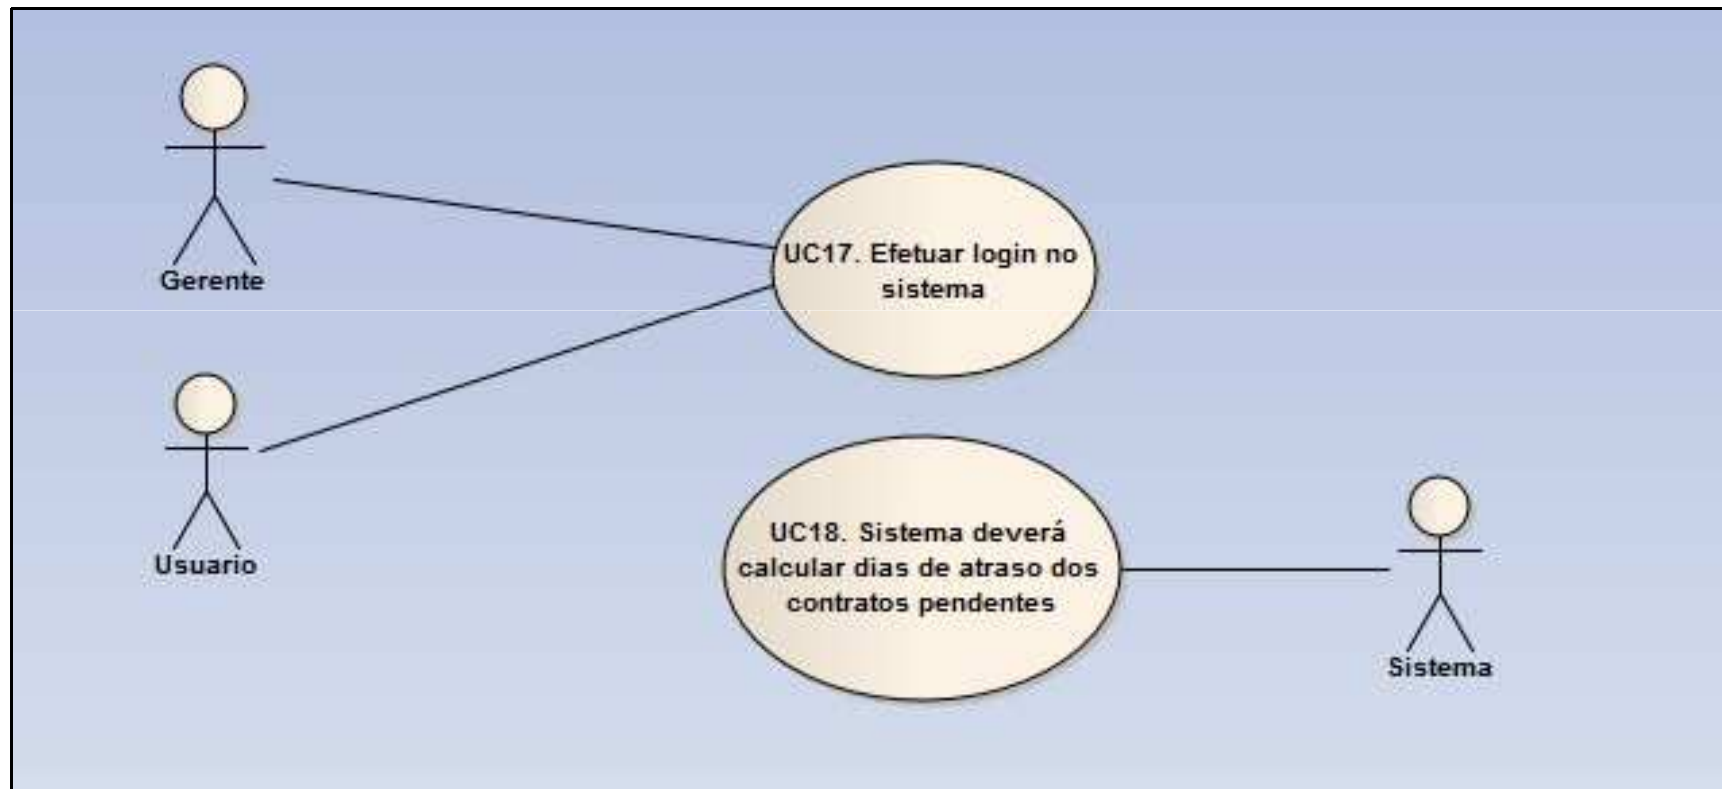 Gerente
UC17. Efetuar login no
sistema
Usuario
UC18. Sistema deverá
calcular dias de atraso dos
contratos pendentes
Sistema